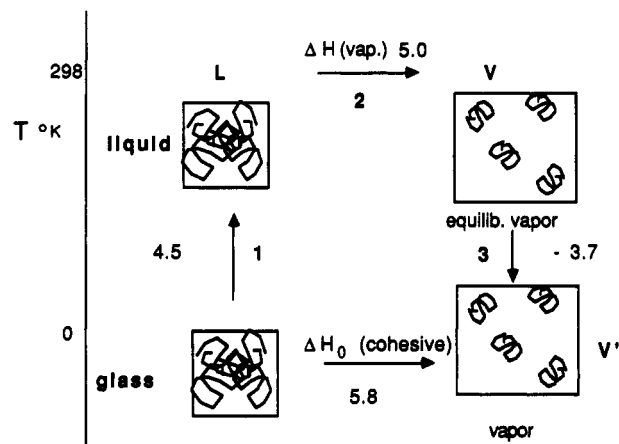 ΔH (vap.) 5.0
298
L
V
2
T °K
liquid
equilib. vapor
4.5
1
3
- 3.7
0
ΔH₀ (cohesive)
V'
glass
5.8
vapor